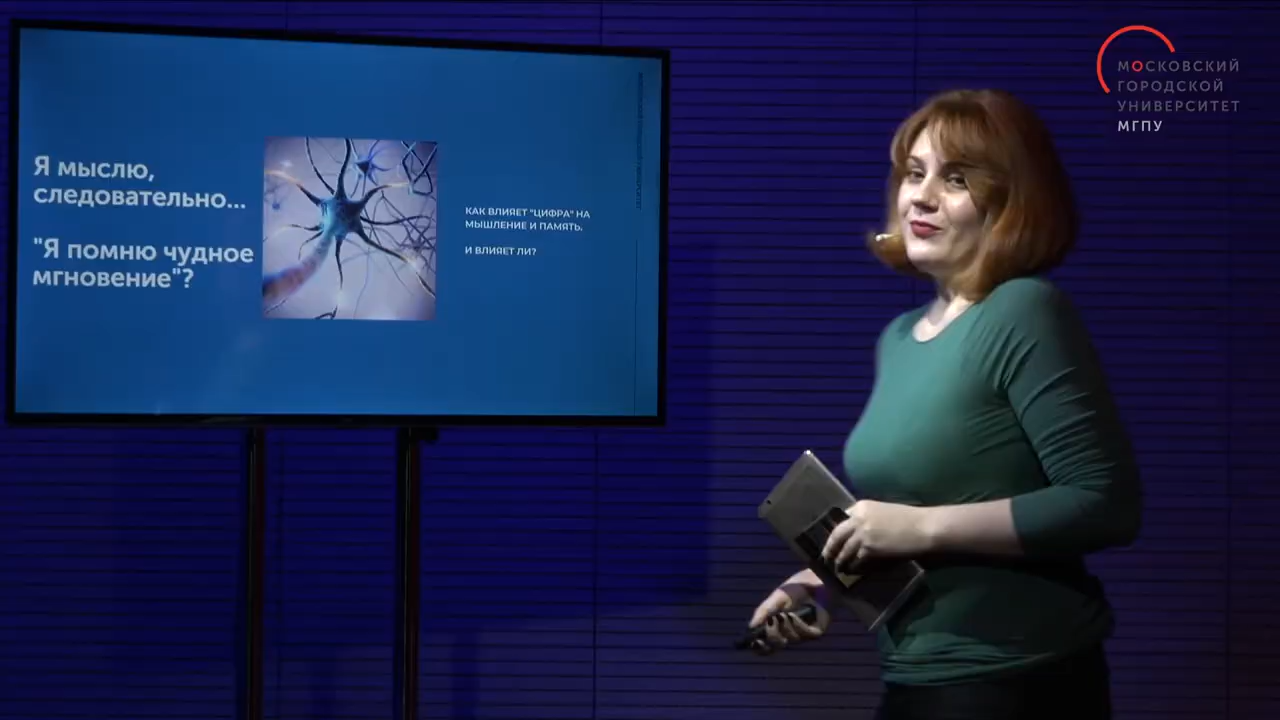 Я мыслю,
следовательно...
"Я помню чудное
мгновение"?
КАК ВЛИЯЕТ "ЦИФРА" НА
МЫШЛЕНИЕ И ПАМЯТЬ.
И ВЛИЯЕТ ЛИ?
МОСКОВСКИЙ
ГОРОДСКОЙ
УНИВЕРСИТЕТ
МГПУ